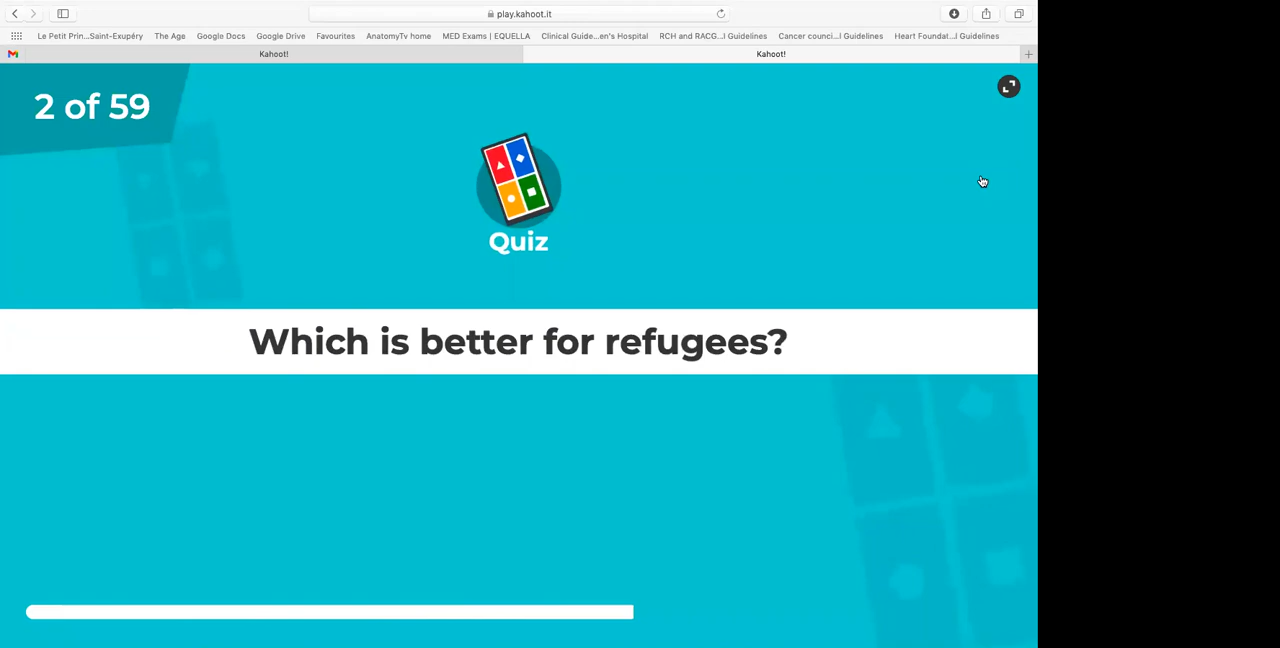 play.kahoot.it
Le Petit Prin...Saint-Exupéry The Age Google Docs Google Drive Favourites AnatomyTv home MED Exams | EQUELLA Clinical Guide...en's Hospital RCH and RACG...l Guidelines Cancer counci...l Guidelines Heart Foundat...l Guidelines
Kahoot! Kahoot!
2 of 59
Quiz
Which is better for refugees?